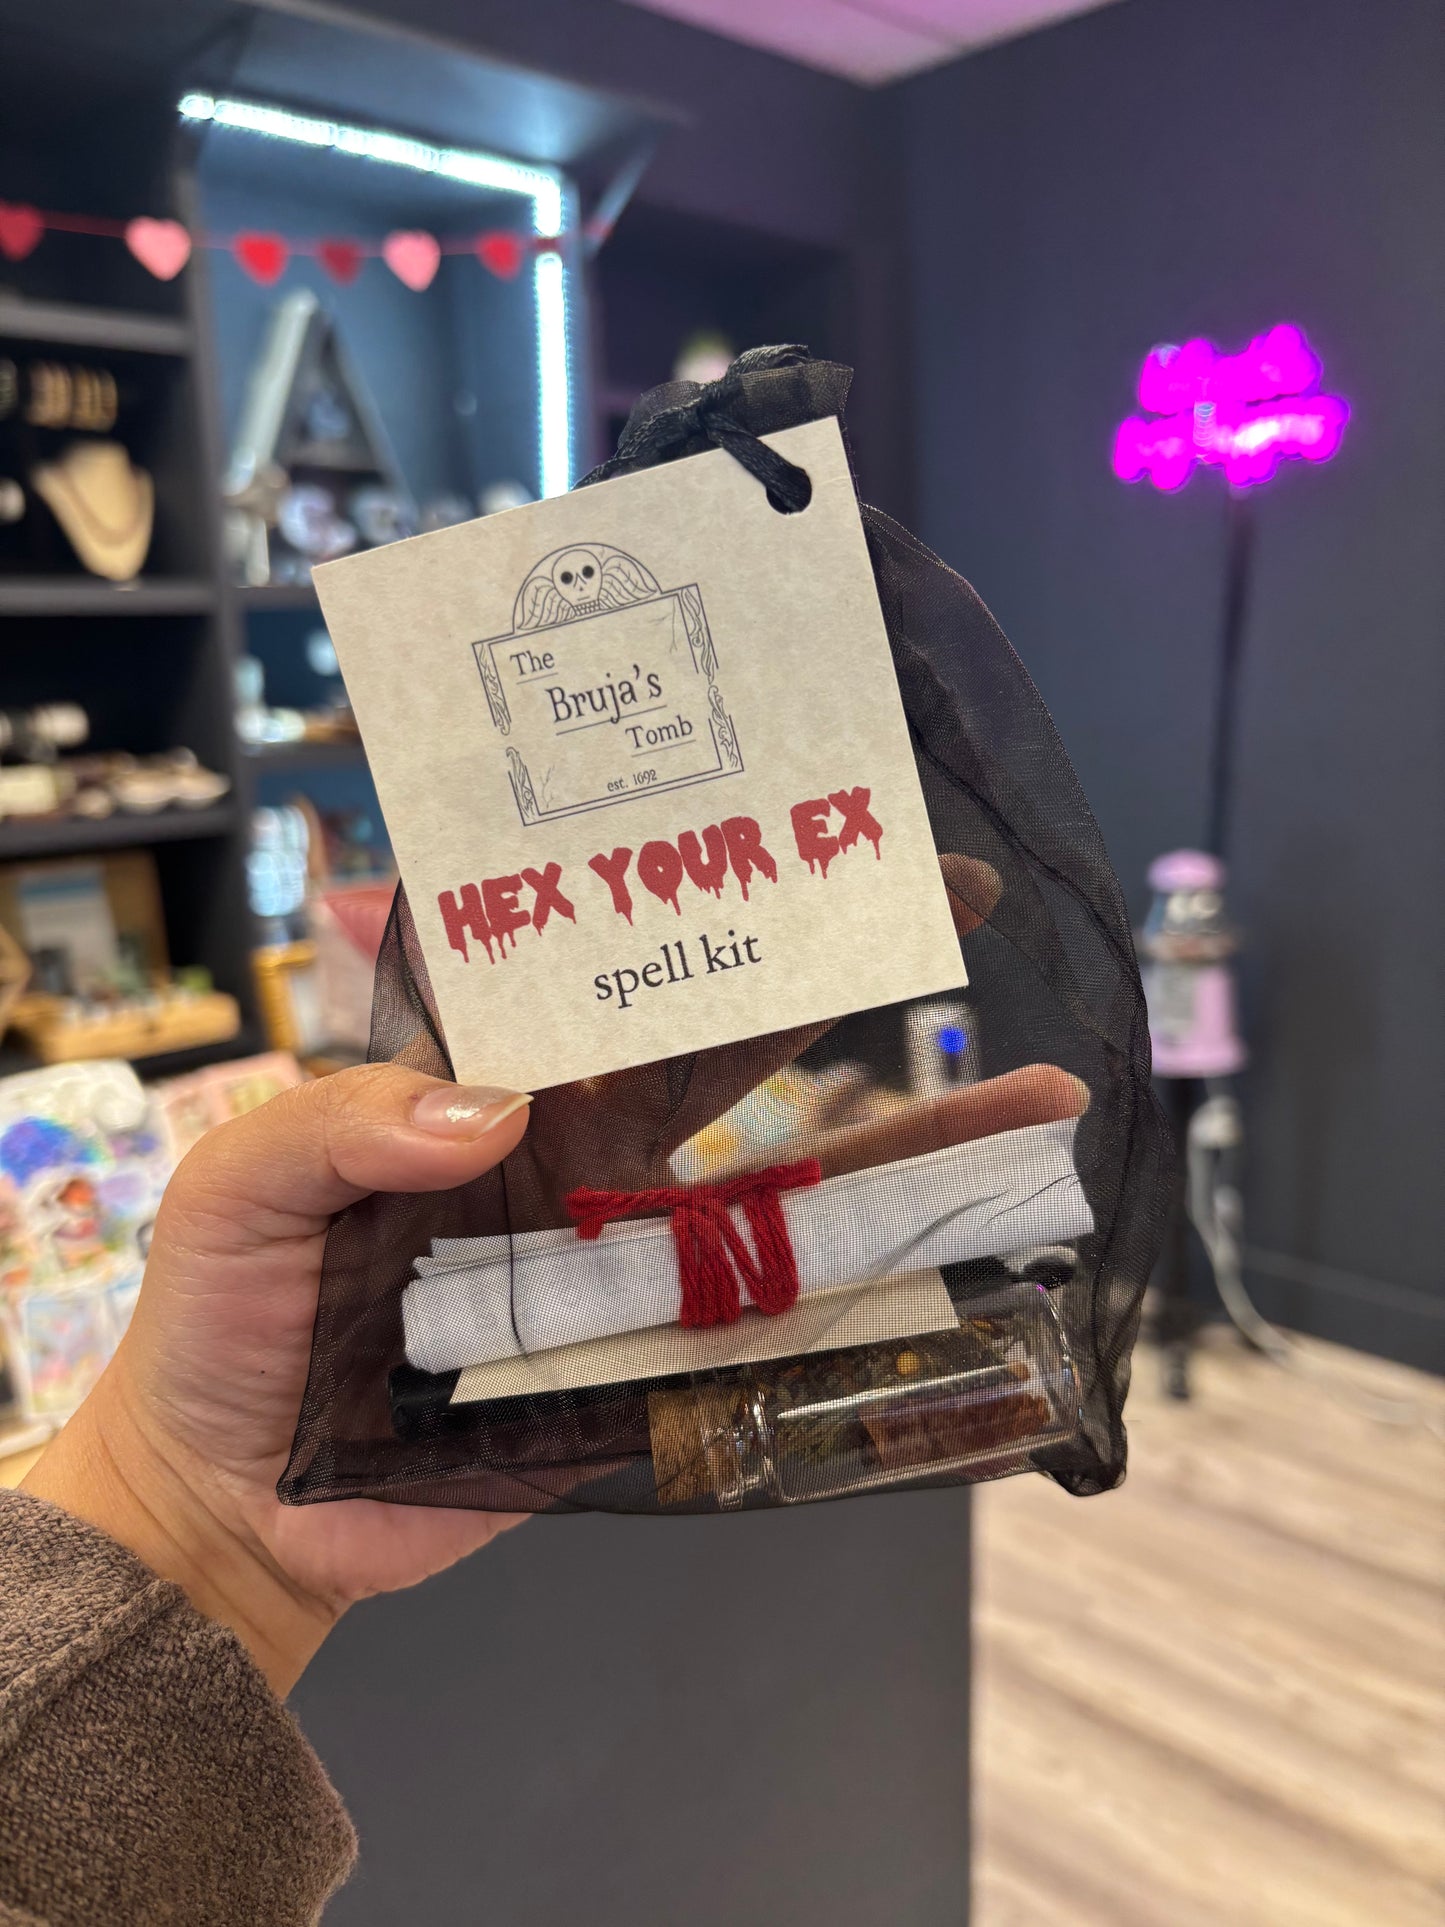 The
Bruja's
Tomb
est. 1692
HEX YOUR EX
spell kit